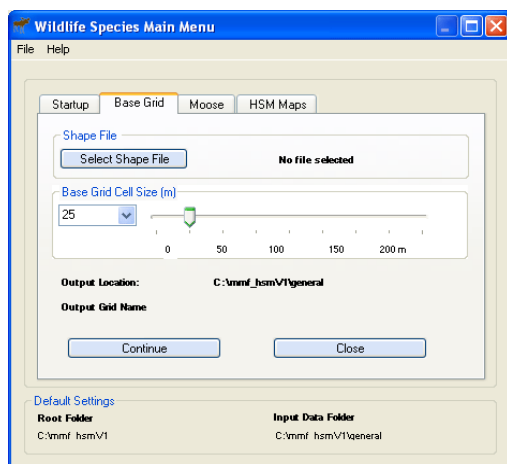 Wildlife Species Main Menu
File Help
Startup Base Grid Moose HSM Maps
Shape File
Select Shape File No file selected
Base Grid Cell Size (m)
25
0 50 100 150 200 m
Output Location: C:\mmf_hsmV1\general
Output Grid Name
Continue Close
Default Settings
Root Folder Input Data Folder
C:\mmf_hsmV1 C:\mmf_hsmV1\general